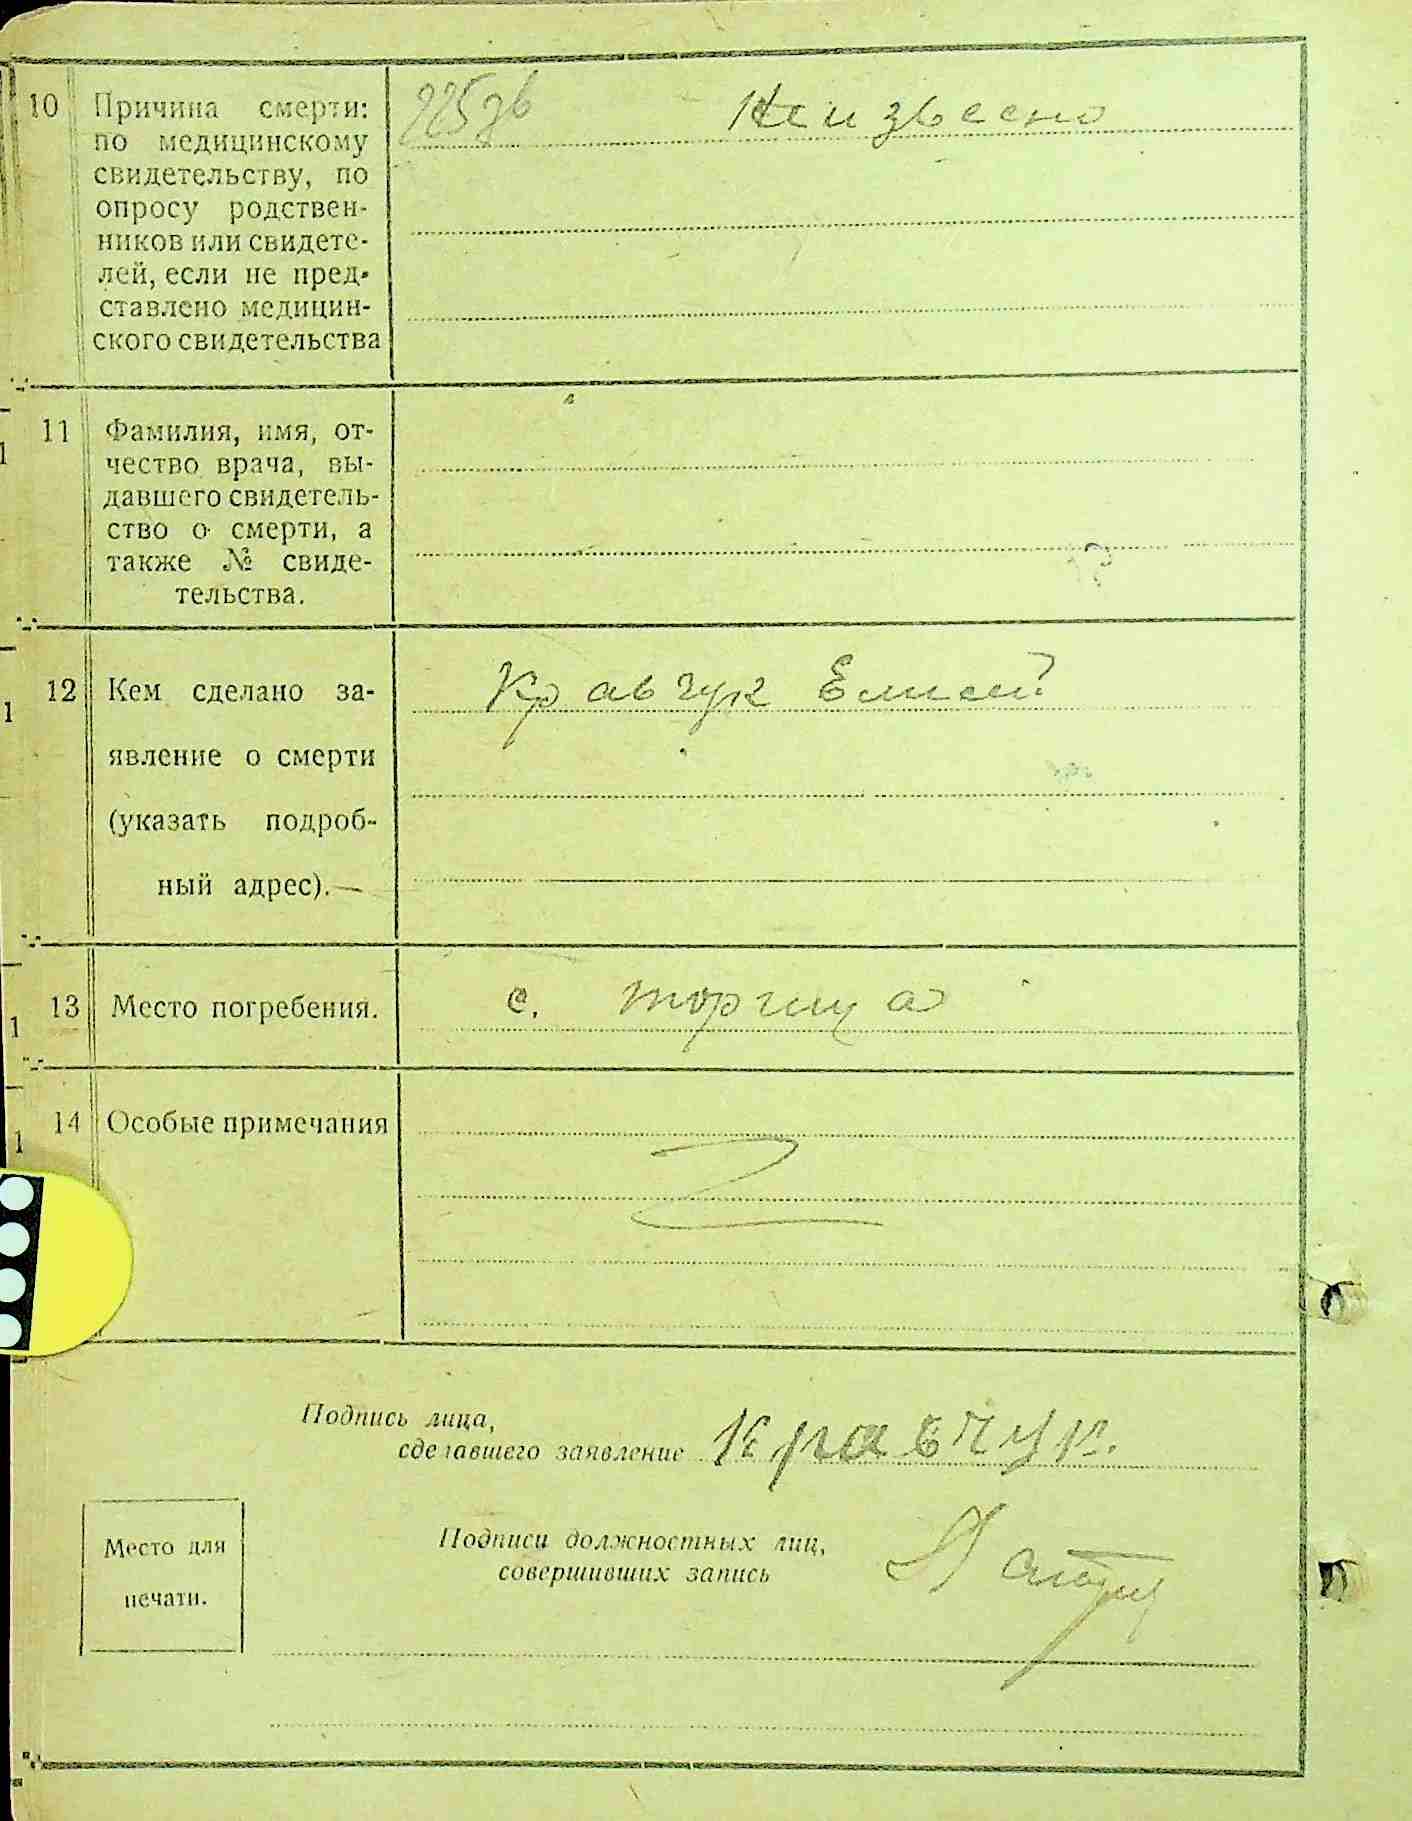 10 Причина смерти:
по медицинскому
свидетельству, по
опросу родствен-
ников или свидете-
лей, если не пред-
ставлено медицин-
ского свидетельства
Неизвесно
11 Фамилия, имя, от-
чество врача, вы-
давшего свидетель-
ство о смерти, а
также № свиде-
тельства.
12 Кем сделано за-
явление о смерти
(указать подроб-
ный адрес).—
Кравчук Елисей
13 Место погребения.
с. торчица
14 Особые примечания
Подпись лица,
сделавшего заявление Кравчук.
Место для
печати.
Подписи должностных лиц,
совершивших запись